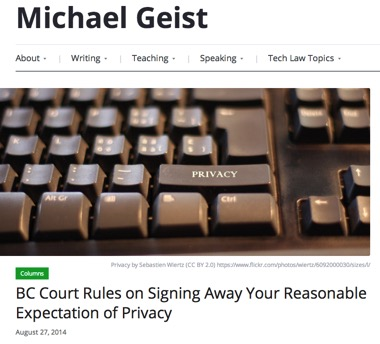 Michael Geist
About Writing Teaching Speaking Tech Law Topics
PRIVACY
Alt Gr Ctrl
Privacy by Sebastien Wiertz (CC BY 2.0) https://www.flickr.com/photos/wiertz/6092000030/sizes/l/
Columns
BC Court Rules on Signing Away Your Reasonable
Expectation of Privacy
August 27, 2014